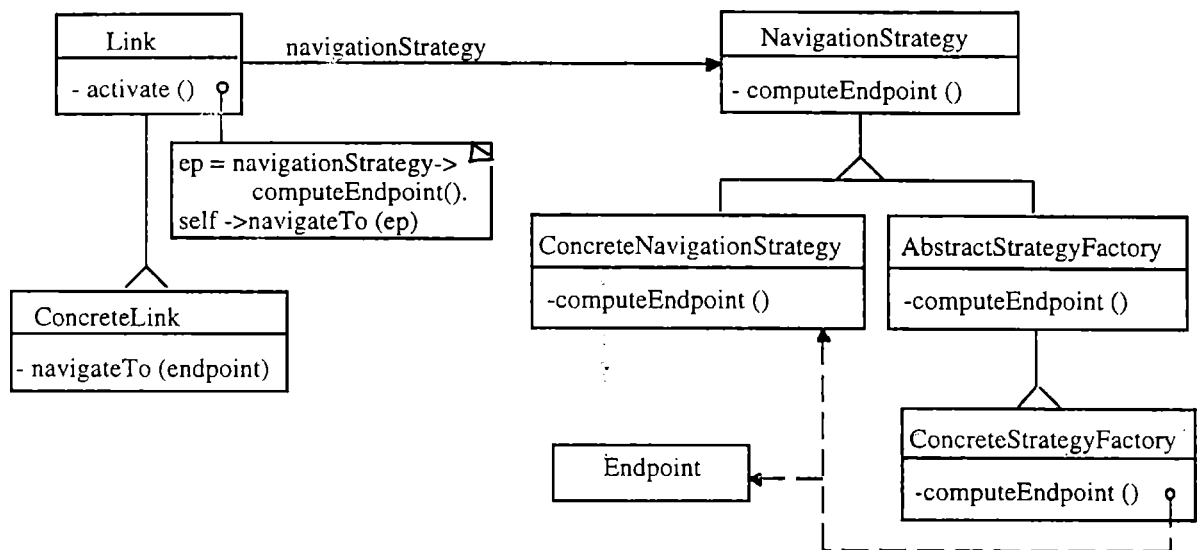 Link
- activate ()
navigationStrategy
NavigationStrategy
- computeEndpoint ()
ep = navigationStrategy->
computeEndpoint().
self ->navigateTo (ep)
ConcreteNavigationStrategy
-computeEndpoint ()
AbstractStrategyFactory
-computeEndpoint ()
ConcreteLink
- navigateTo (endpoint)
Endpoint
ConcreteStrategyFactory
-computeEndpoint ()